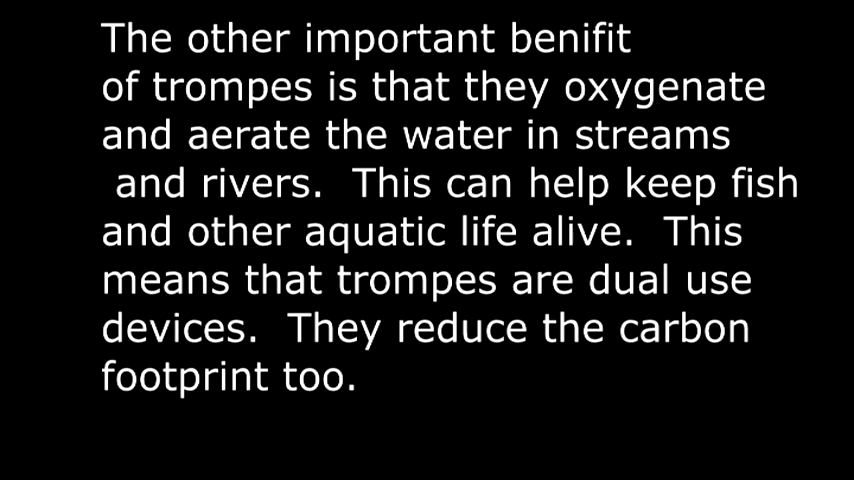 The other important benifit
of trompes is that they oxygenate
and aerate the water in streams
and rivers.  This can help keep fish
and other aquatic life alive.  This
means that trompes are dual use
devices.  They reduce the carbon
footprint too.